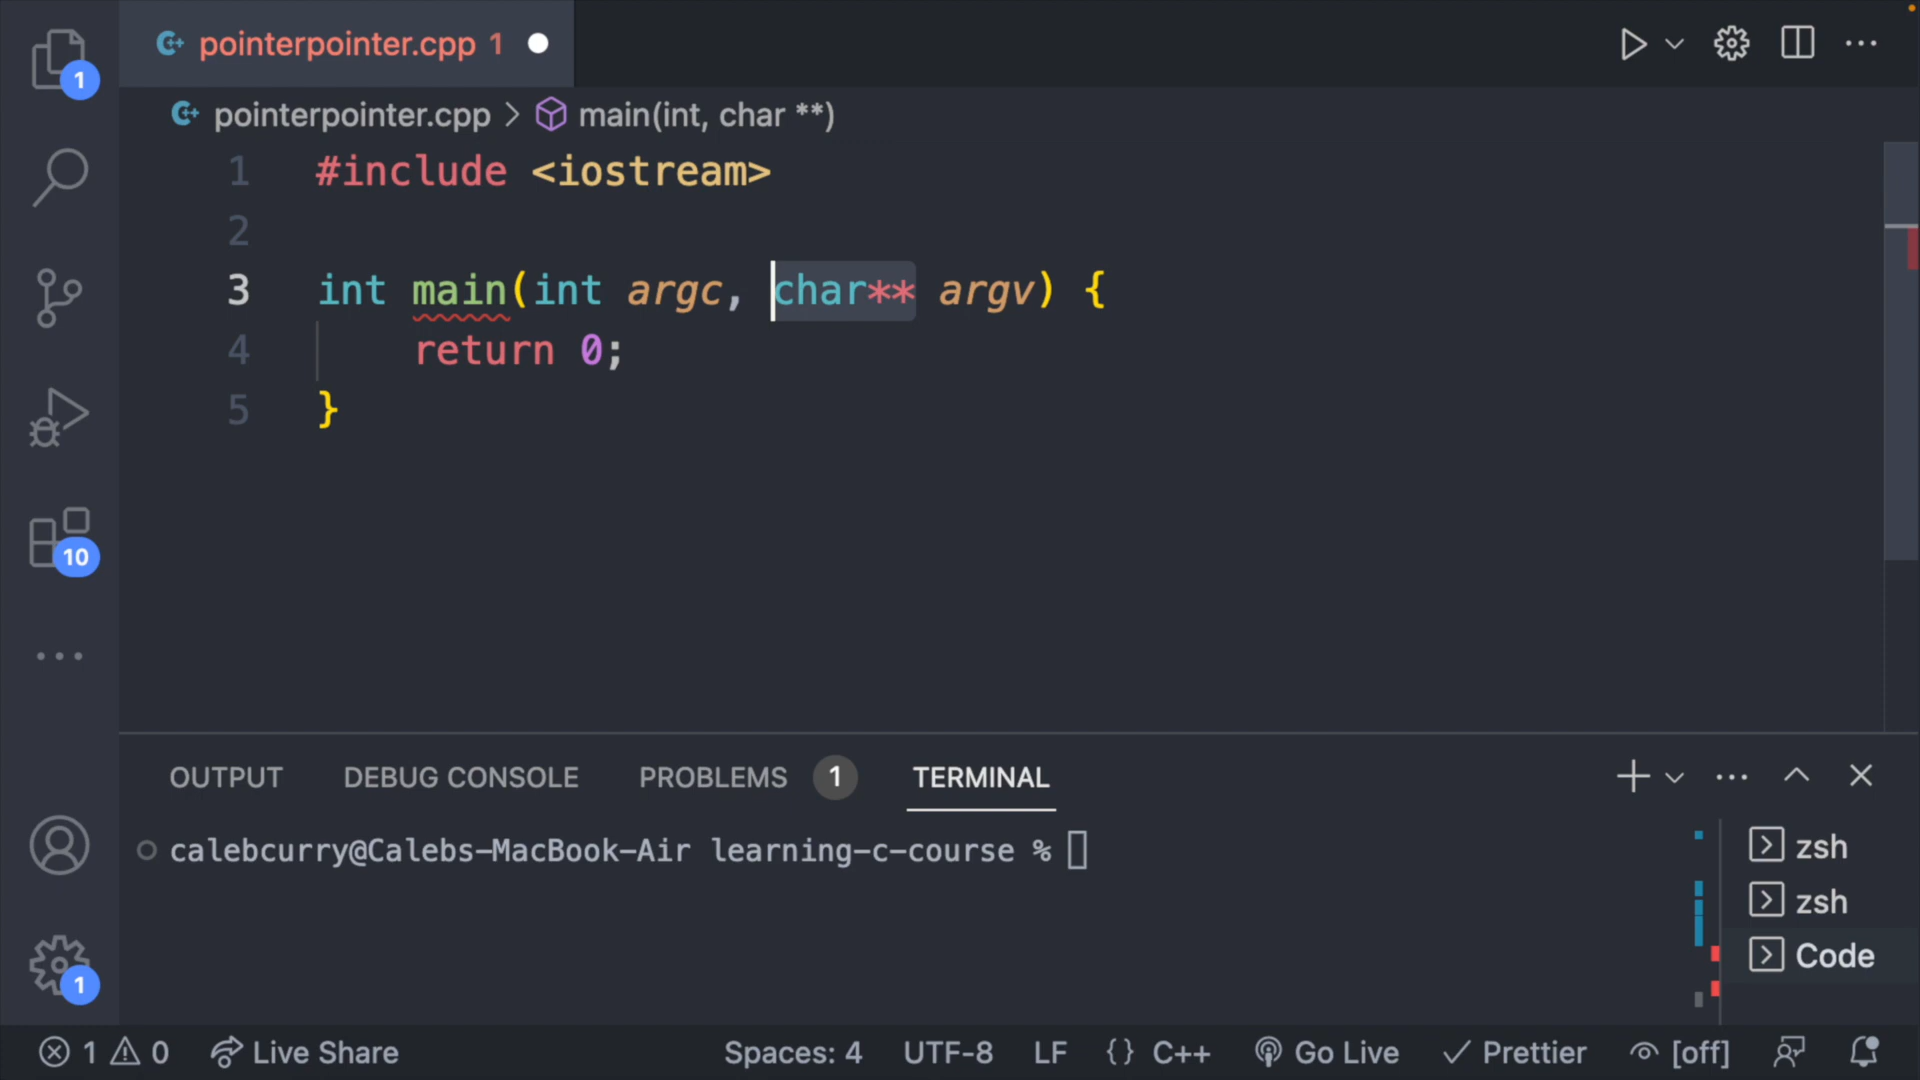 pointerpointer.cpp 1
1
pointerpointer.cpp > main(int, char **)
1 #include <iostream>
2
3 int main(int argc, char** argv) {
4 return 0;
5 }
10
OUTPUT DEBUG CONSOLE PROBLEMS 1 TERMINAL
calebcurry@Calebs-MacBook-Air learning-c-course %
zsh
zsh
Code
1
1 0 Live Share Spaces: 4 UTF-8 LF {} C++ Go Live Prettier [off]